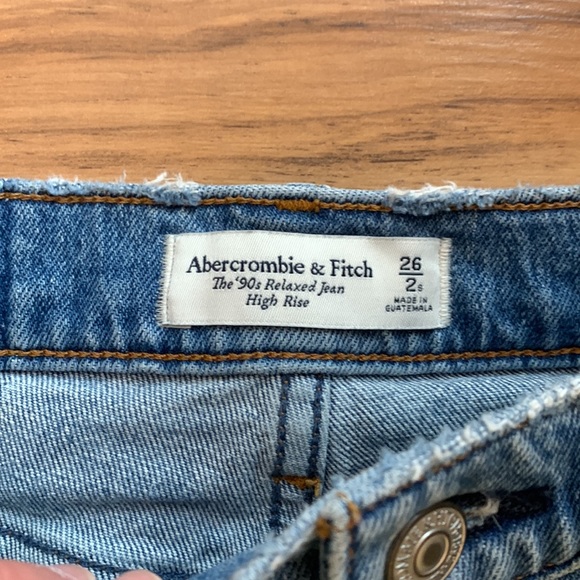 Abercrombie & Fitch
The '90s Relaxed Jean
High Rise
26
2s
MADE IN
GUATEMALA